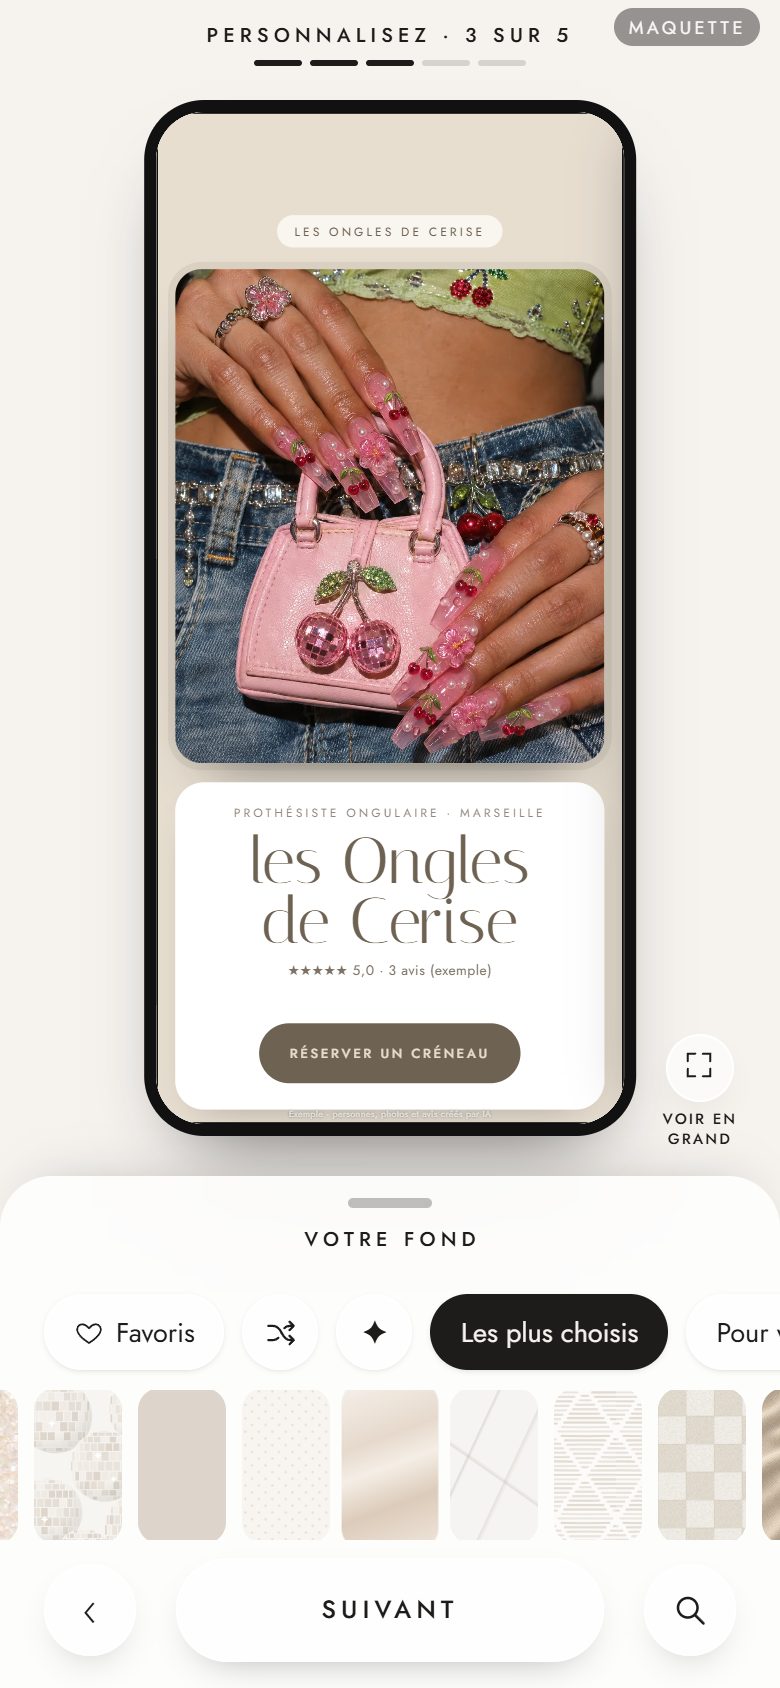 PERSONNALISEZ · 3 SUR 5
MAQUETTE
LES ONGLES DE CERISE
PROTHÉSISTE ONGULAIRE · MARSEILLE
les Ongles
de Cerise
★★★★★ 5,0 · 3 avis (exemple)
RÉSERVER UN CRÉNEAU
Exemple · personnes, photos et avis créés par IA
VOIR EN
GRAND
VOTRE FOND
Favoris
Les plus choisis
Pour v
SUIVANT